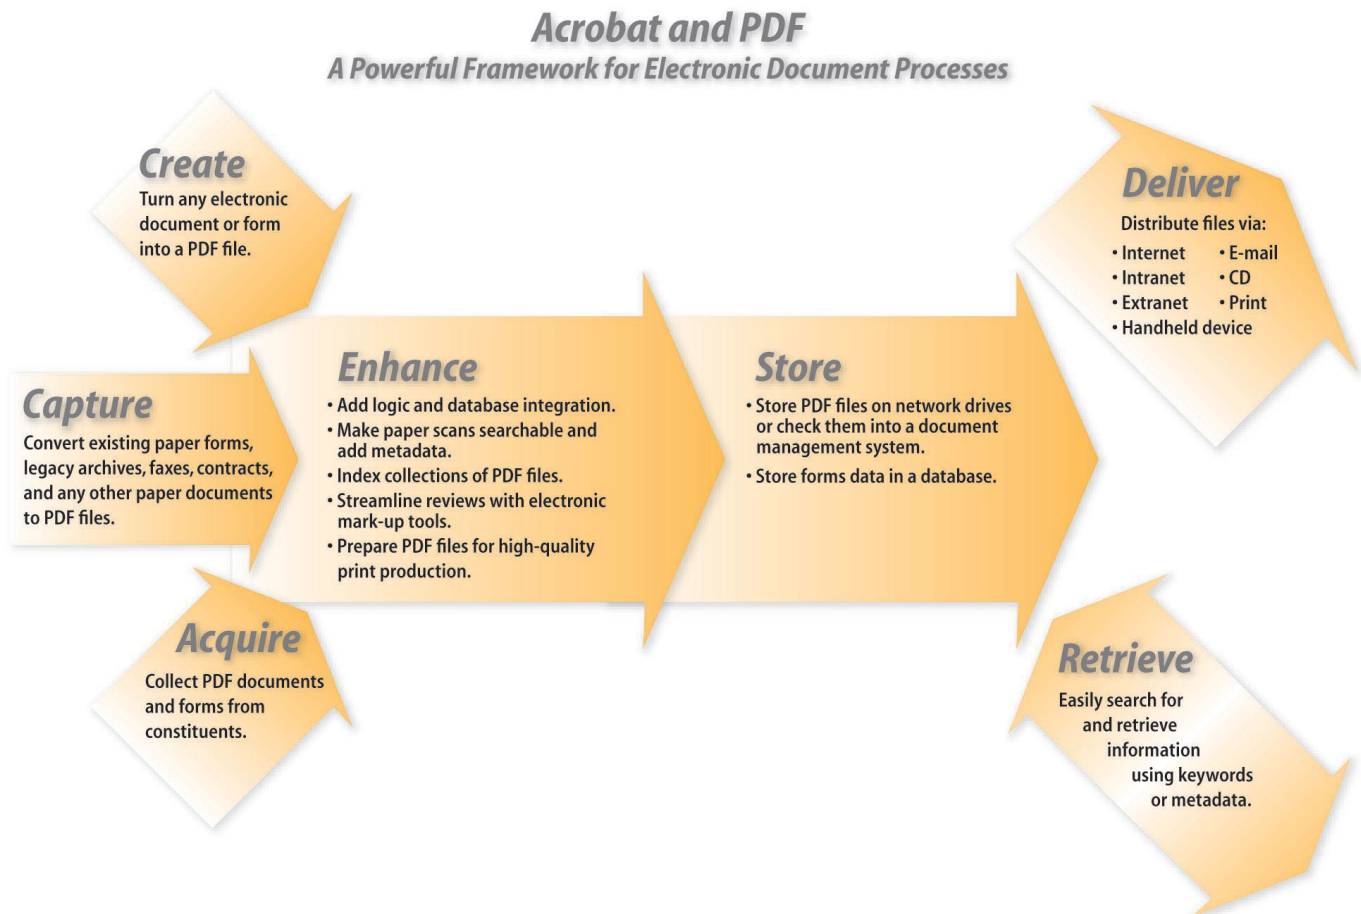 Acrobat and PDF
A Powerful Framework for Electronic Document Processes
Create
Turn any electronic
document or form
into a PDF file.
Capture
Convert existing paper forms,
legacy archives, faxes, contracts,
and any other paper documents
to PDF files.
Acquire
Collect PDF documents
and forms from
constituents.
Enhance
• Add logic and database integration.
• Make paper scans searchable and
add metadata.
• Index collections of PDF files.
• Streamline reviews with electronic
mark-up tools.
• Prepare PDF files for high-quality
print production.
Store
• Store PDF files on network drives
or check them into a document
management system.
• Store forms data in a database.
Deliver
Distribute files via:
• Internet • E-mail
• Intranet • CD
• Extranet • Print
• Handheld device
Retrieve
Easily search for
and retrieve
information
using keywords
or metadata.